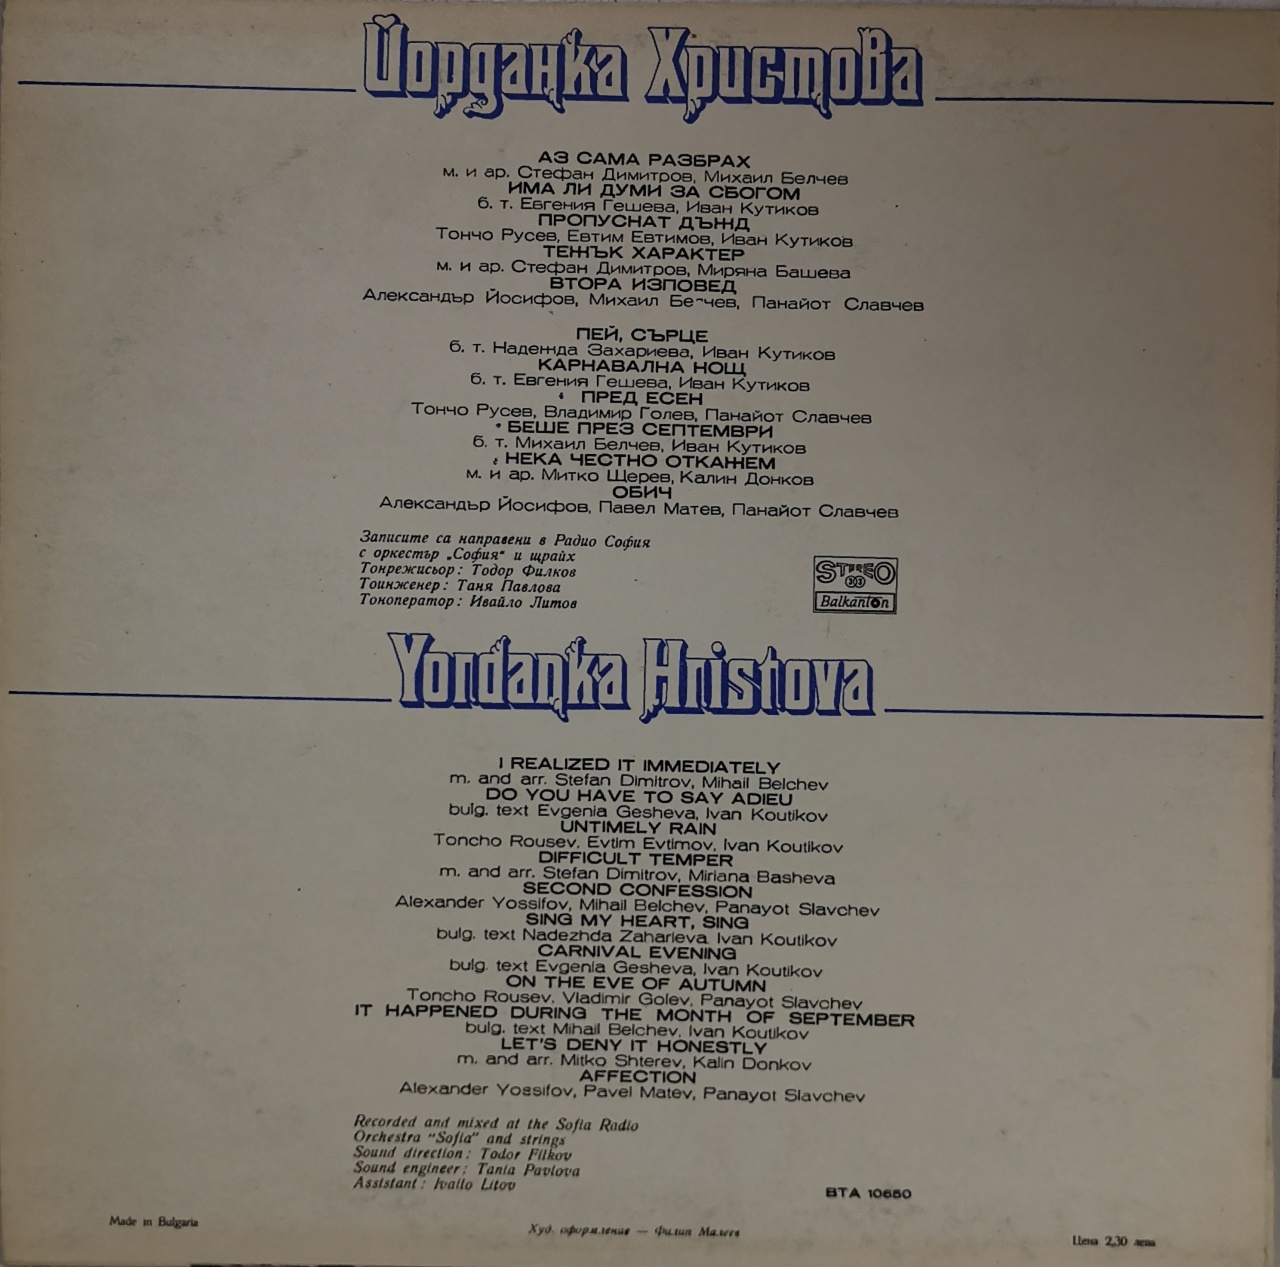 Йорданка Христова
АЗ САМА РАЗБРАХ
м. и ар. Стефан Димитров, Михаил Белчев
ИМА ЛИ ДУМИ ЗА СБОГОМ
б. т. Евгения Гешева, Иван Кутиков
ПРОПУСНАТ ДЪЖД
Тончо Русев, Евтим Евтимов, Иван Кутиков
ТЕЖЪК ХАРАКТЕР
м. и ар. Стефан Димитров, Миряна Башева
ВТОРА ИЗПОВЕД
Александър Йосифов, Михаил Белчев, Панайот Славчев
ПЕЙ, СЪРЦЕ
б. т. Надежда Захариева, Иван Кутиков
КАРНАВАЛНА НОЩ
б. т. Евгения Гешева, Иван Кутиков
ПРЕД ЕСЕН
Тончо Русев, Владимир Голев, Панайот Славчев
БЕШЕ ПРЕЗ СЕПТЕМВРИ
б. т. Михаил Белчев, Иван Кутиков
НЕКА ЧЕСТНО ОТКАЖЕМ
м. и ар. Митко Щерев, Калин Донков
ОБИЧ
Александър Йосифов, Павел Матев, Панайот Славчев
Записите са направени в Радио София
с оркестър „София“ и щрайх
Тонрежисьор: Тодор Филков
Тоинженер: Таня Павлова
Тоноператор: Ивайло Литов
STEREO
33
Balkanton
Yordanka Hristova
I REALIZED IT IMMEDIATELY
m. and arr. Stefan Dimitrov, Mihail Belchev
DO YOU HAVE TO SAY ADIEU
bulg. text Evgenia Gesheva, Ivan Koutikov
UNTIMELY RAIN
Toncho Rousev, Evtim Evtimov, Ivan Koutikov
DIFFICULT TEMPER
m. and arr. Stefan Dimitrov, Miriana Basheva
SECOND CONFESSION
Alexander Yossifov, Mihail Belchev, Panayot Slavchev
SING MY HEART, SING
bulg. text Nadezhda Zaharieva, Ivan Koutikov
CARNIVAL EVENING
bulg. text Evgenia Gesheva, Ivan Koutikov
ON THE EVE OF AUTUMN
Toncho Rousev, Vladimir Golev, Panayot Slavchev
IT HAPPENED DURING THE MONTH OF SEPTEMBER
bulg. text Mihail Belchev, Ivan Koutikov
LET'S DENY IT HONESTLY
m. and arr. Mitko Shterev, Kalin Donkov
AFFECTION
Alexander Yossifov, Pavel Matev, Panayot Slavchev
Recorded and mixed at the Sofia Radio
Orchestra "Sofia" and strings
Sound direction: Todor Filkov
Sound engineer: Tania Pavlova
Assistant: Ivailo Litov
BTA 10650
Made in Bulgaria
Худ. оформление — Филип Малеев
Цена 2,30 лева